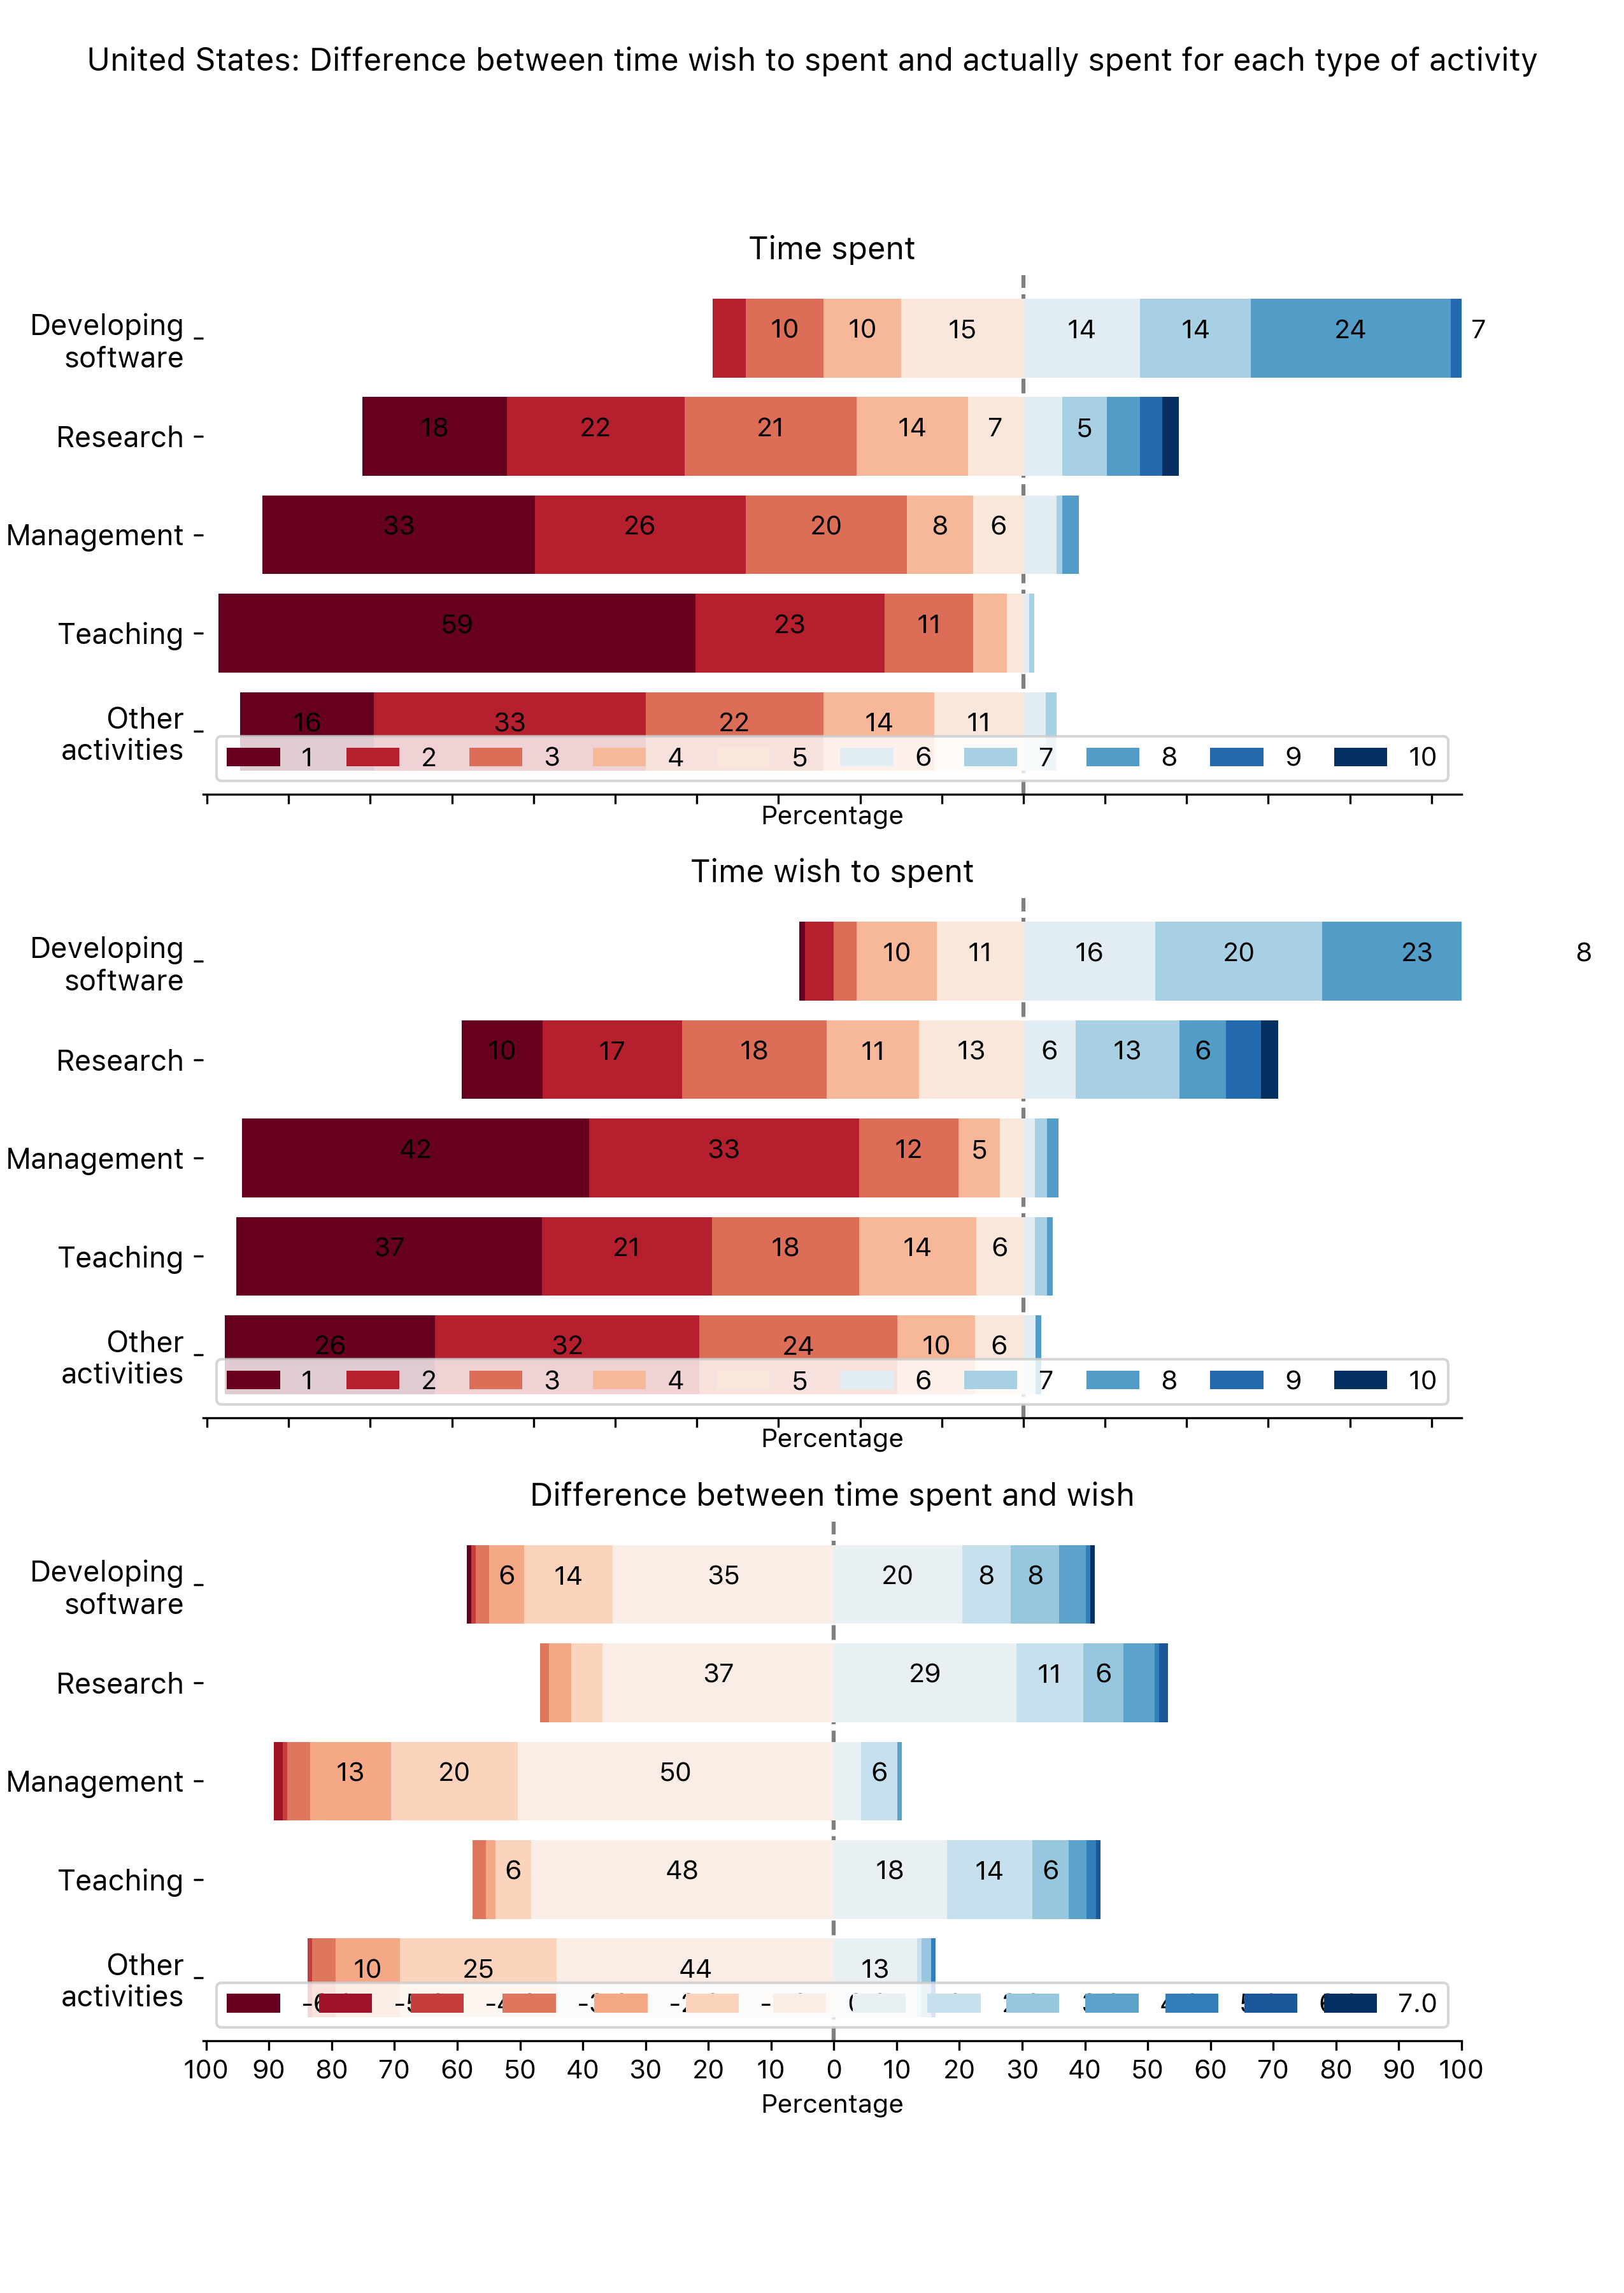 United States: Difference between time wish to spent and actually spent for each type of activity
Time spent
Developing
software
10 10 15 14 14 24 7
Research
18 22 21 14 7 5
Management
33 26 20 8 6
Teaching
59 23 11
Other
activities
16 33 22 14 11
1 2 3 4 5 6 7 8 9 10
Percentage
Time wish to spent
Developing
software
10 11 16 20 23 8
Research
10 17 18 11 13 6 13 6
Management
42 33 12 5
Teaching
37 21 18 14 6
Other
activities
26 32 24 10 6
1 2 3 4 5 6 7 8 9 10
Percentage
Difference between time spent and wish
Developing
software
6 14 35 20 8 8
Research
37 29 11 6
Management
13 20 50 6
Teaching
6 48 18 14 6
Other
activities
10 25 44 13
7.0
100 90 80 70 60 50 40 30 20 10 0 10 20 30 40 50 60 70 80 90 100
Percentage